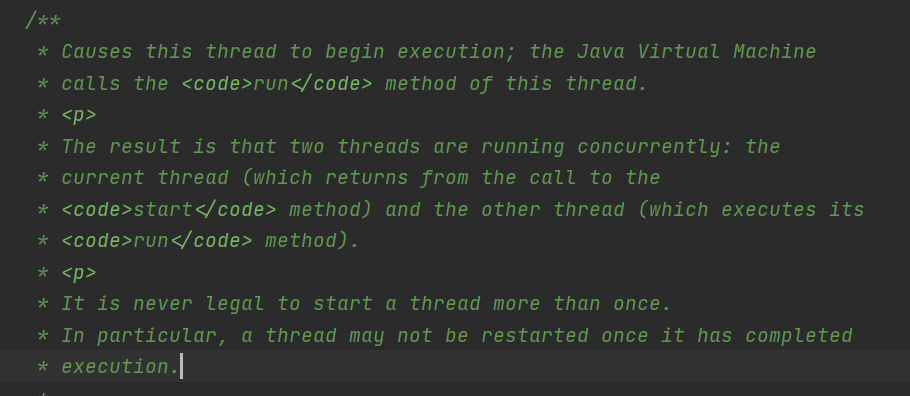 /**
* Causes this thread to begin execution; the Java Virtual Machine
* calls the <code>run</code> method of this thread.
* <p>
* The result is that two threads are running concurrently: the
* current thread (which returns from the call to the
* <code>start</code> method) and the other thread (which executes its
* <code>run</code> method).
* <p>
* It is never legal to start a thread more than once.
* In particular, a thread may not be restarted once it has completed
* execution.
*